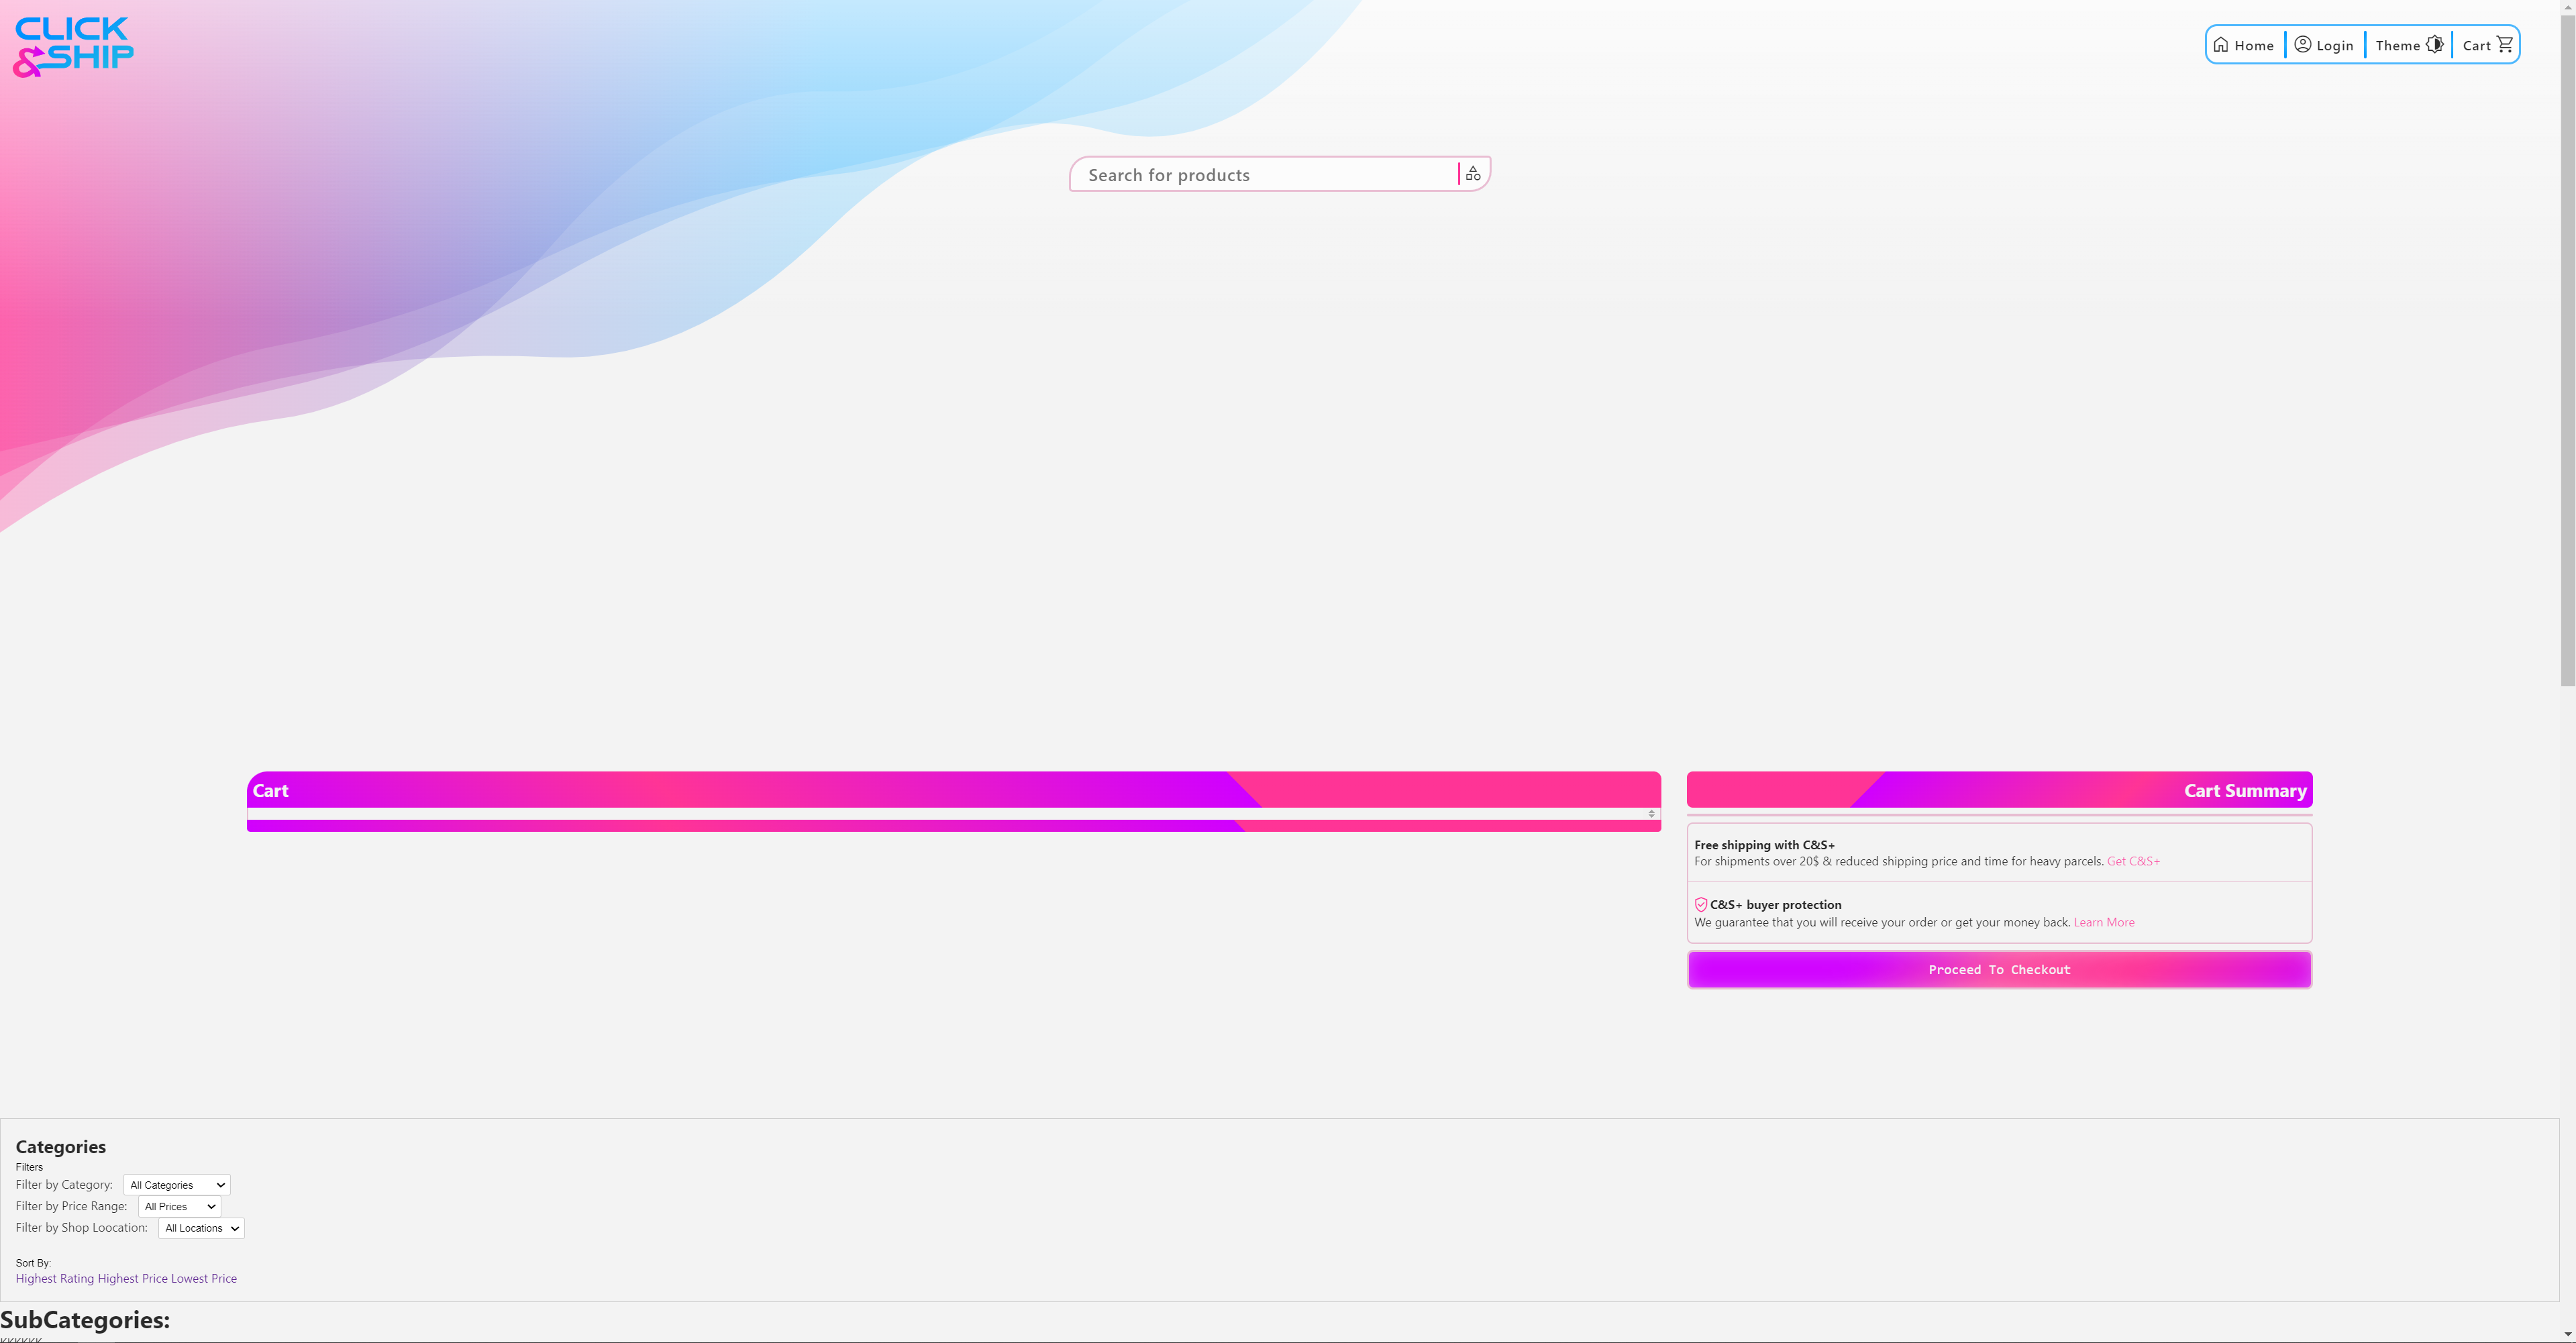 CLICK
&SHIP
Home Login Theme Cart
Search for products
Cart
Cart Summary
Free shipping with C&S+
For shipments over 20$ & reduced shipping price and time for heavy parcels. Get C&S+
C&S+ buyer protection
We guarantee that you will receive your order or get your money back. Learn More
Proceed To Checkout
Categories
Filters
Filter by Category: All Categories
Filter by Price Range: All Prices
Filter by Shop Loocation: All Locations
Sort By:
Highest Rating Highest Price Lowest Price
SubCategories: